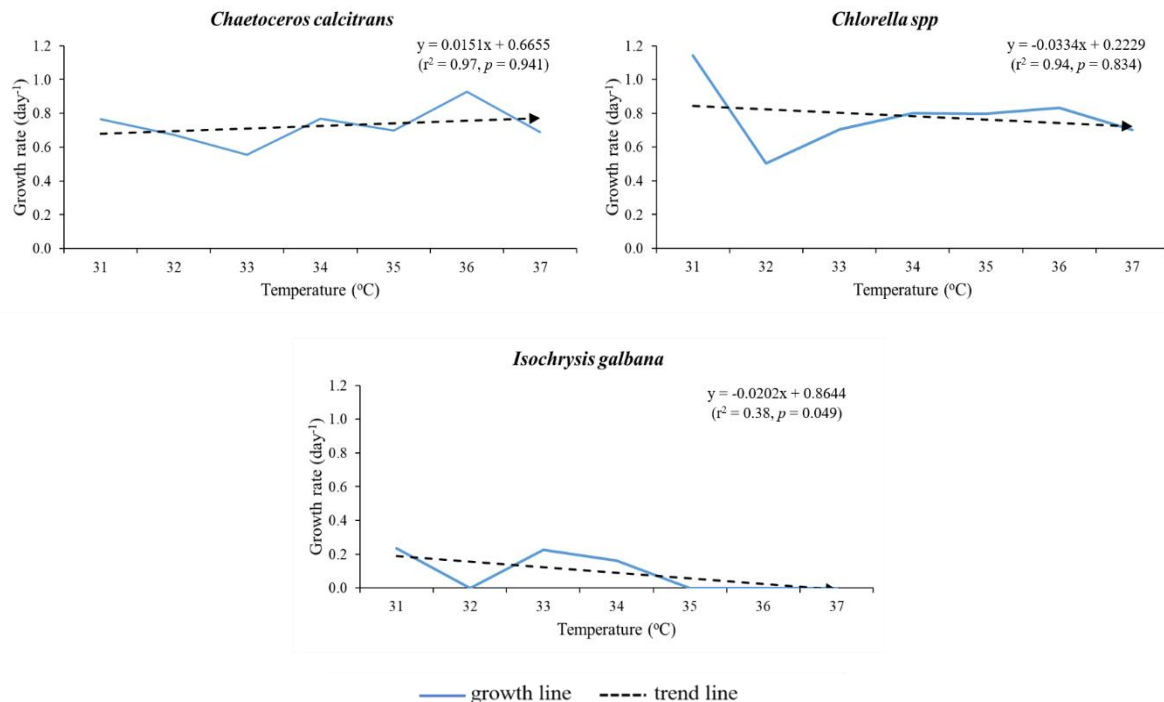 Chaetoceros calcitrans
y = 0.0151x + 0.6655
(r² = 0.97, p = 0.941)
1.2
1.0
0.8
0.6
0.4
0.2
0.0
Growth rate (day⁻¹)
31 32 33 34 35 36 37
Temperature (°C)
Chlorella spp
y = -0.0334x + 0.2229
(r² = 0.94, p = 0.834)
1.2
1.0
0.8
0.6
0.4
0.2
0.0
Growth rate (day⁻¹)
31 32 33 34 35 36 37
Temperature (°C)
Isochrysis galbana
y = -0.0202x + 0.8644
(r² = 0.38, p = 0.049)
1.2
1.0
0.8
0.6
0.4
0.2
0.0
Growth rate (day⁻¹)
31 32 33 34 35 36 37
Temperature (°C)
growth line trend line